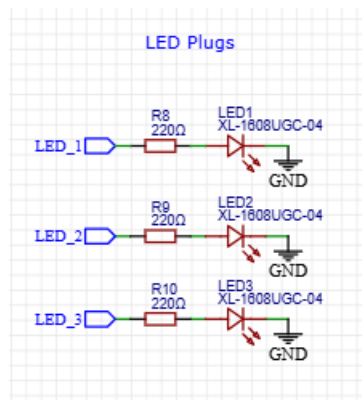 LED Plugs
R8
220Ω
LED1
XL-1608UGC-04
LED_1
GND
R9
220Ω
LED2
XL-1608UGC-04
LED_2
GND
R10
220Ω
LED3
XL-1608UGC-04
LED_3
GND